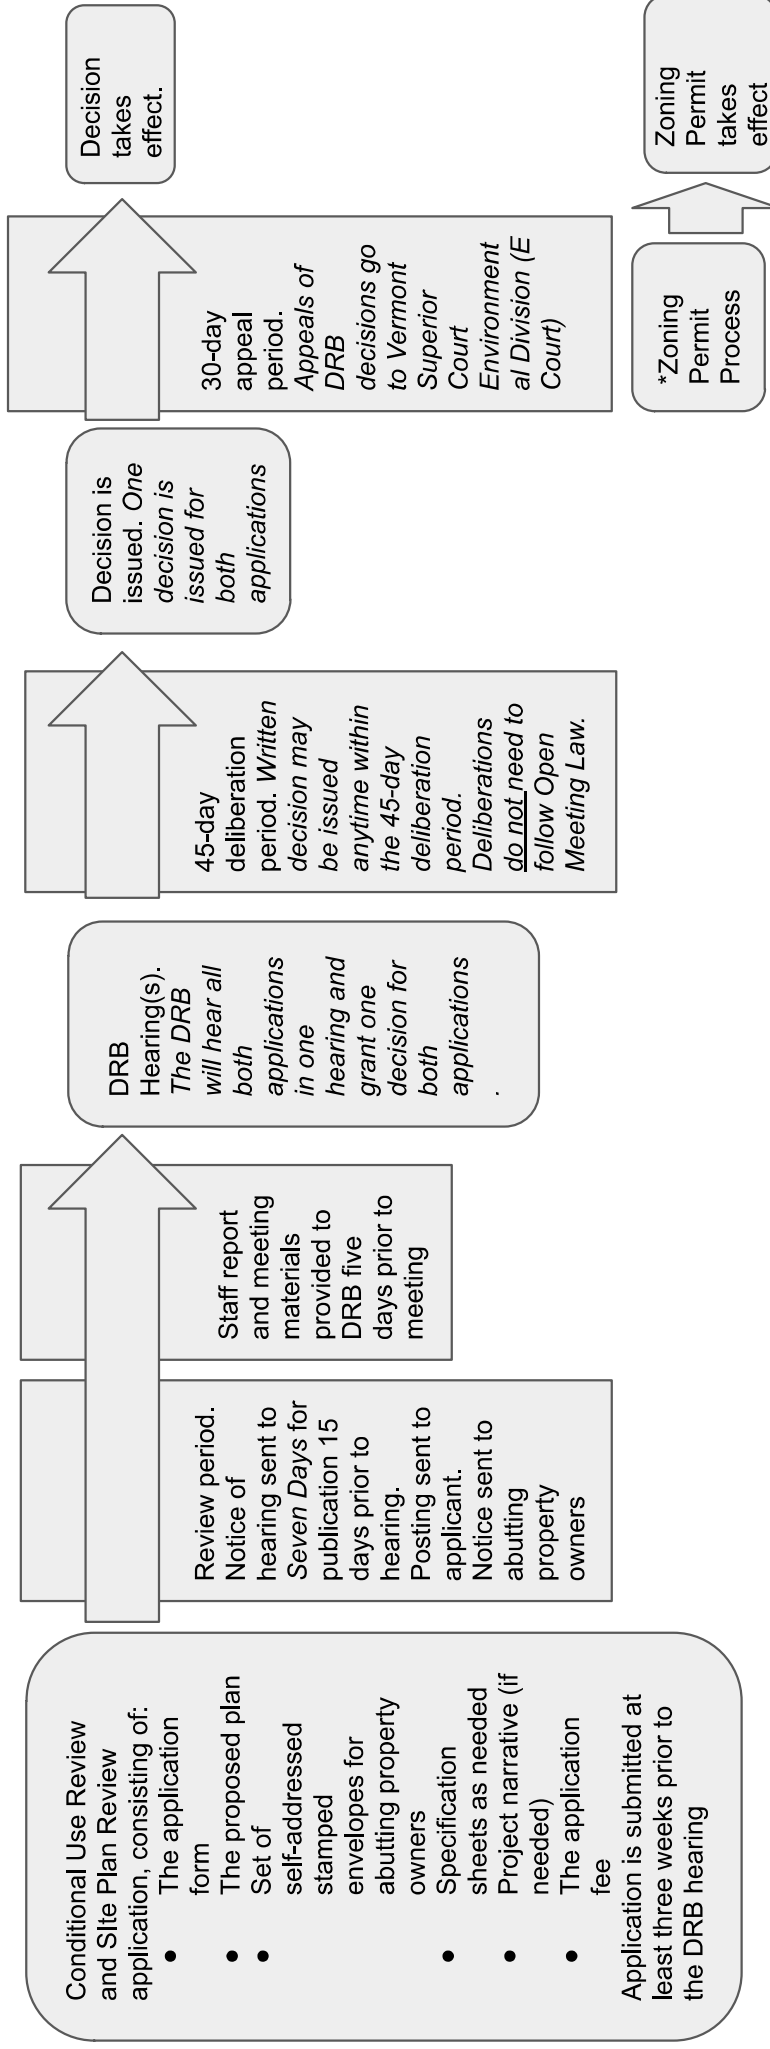 Conditional Use Review
and SIte Plan Review
application, consisting of:
● The application
form
● The proposed plan
● Set of
self-addressed
stamped
envelopes for
abutting property
owners
● Specification
sheets as needed
● Project narrative (if
needed)
● The application
fee
Application is submitted at
least three weeks prior to
the DRB hearing
Review period.
Notice of
hearing sent to
Seven Days for
publication 15
days prior to
hearing.
Posting sent to
applicant.
Notice sent to
abutting
property
owners
Staff report
and meeting
materials
provided to
DRB five
days prior to
meeting
DRB
Hearing(s).
The DRB
will hear all
both
applications
in one
hearing and
grant one
decision for
both
applications
.
45-day
deliberation
period. Written
decision may
be issued
anytime within
the 45-day
deliberation
period.
Deliberations
do not need to
follow Open
Meeting Law.
Decision is
issued. One
decision is
issued for
both
applications
30-day
appeal
period.
Appeals of
DRB
decisions go
to Vermont
Superior
Court
Environment
al Division (E
Court)
Decision
takes
effect.
*Zoning
Permit
Process
Zoning
Permit
takes
effect